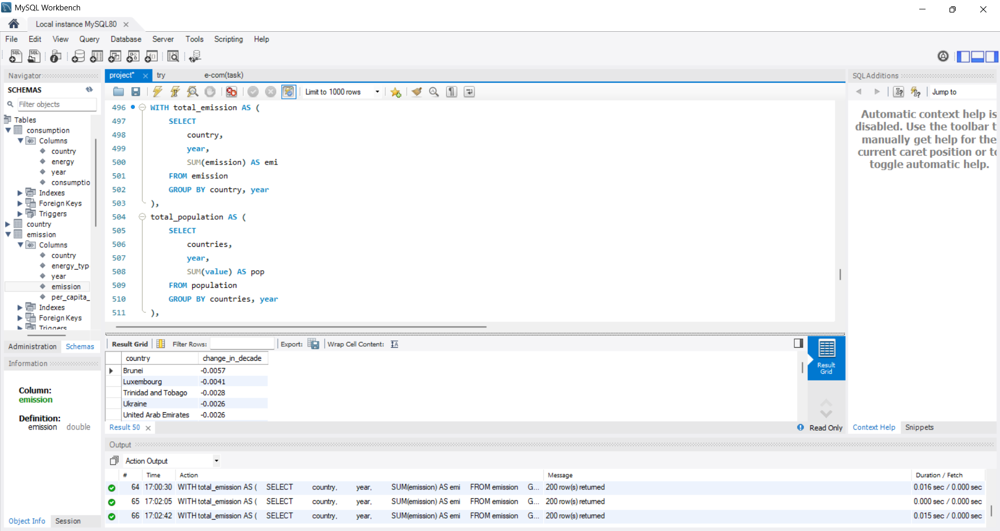 MySQL Workbench
Local instance MySQL80
File Edit View Query Database Server Tools Scripting Help
Navigator
SCHEMAS
Filter objects
Tables
consumption
Columns
country
energy
year
consumptio
Indexes
Foreign Keys
Triggers
country
emission
Columns
country
energy_typ
year
emission
per_capita_
Indexes
Foreign Keys
Triggers
Administration Schemas
Information
Column:
emission
Definition:
emission double
Object Info Session
project* try e-com(task)
Limit to 1000 rows
496 WITH total_emission AS (
497 SELECT
498 country,
499 year,
500 SUM(emission) AS emi
501 FROM emission
502 GROUP BY country, year
503 ),
504 total_population AS (
505 SELECT
506 countries,
507 year,
508 SUM(value) AS pop
509 FROM population
510 GROUP BY countries, year
511 ),
Result Grid Filter Rows: Export: Wrap Cell Content:
country change_in_decade
Brunei -0.0057
Luxembourg -0.0041
Trinidad and Tobago -0.0028
Ukraine -0.0026
United Arab Emirates -0.0026
Result Grid
Result 50
Read Only
SQLAdditions
Jump to
Automatic context help is
disabled. Use the toolbar t
manually get help for the
current caret position or to
toggle automatic help.
Context Help Snippets
Output
Action Output
# Time Action Message Duration / Fetch
64 17:00:30 WITH total_emission AS ( SELECT country, year, SUM(emission) AS emi FROM emission G... 200 row(s) returned 0.016 sec / 0.000 sec
65 17:02:05 WITH total_emission AS ( SELECT country, year, SUM(emission) AS emi FROM emission G... 200 row(s) returned 0.000 sec / 0.000 sec
66 17:02:42 WITH total_emission AS ( SELECT country, year, SUM(emission) AS emi FROM emission G... 200 row(s) returned 0.015 sec / 0.000 sec